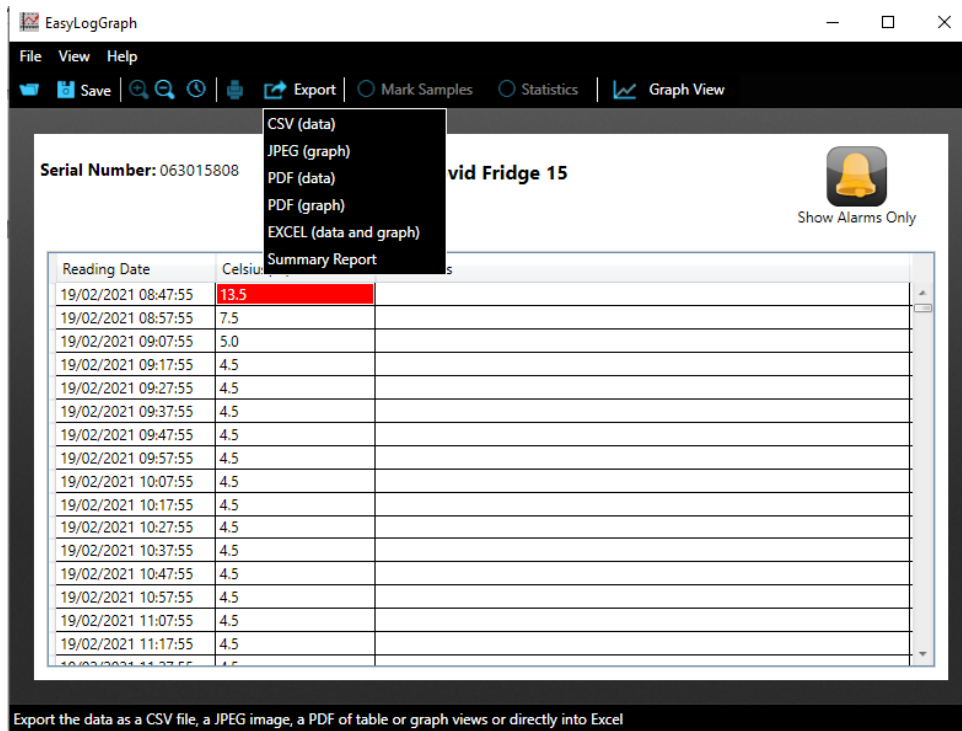 EasyLogGraph
File View Help
Save Export Mark Samples Statistics Graph View
CSV (data)
JPEG (graph)
PDF (data)
PDF (graph)
EXCEL (data and graph)
Summary Report
Serial Number: 063015808 vid Fridge 15
Show Alarms Only
Reading Date
19/02/2021 08:47:55 13.5
19/02/2021 08:57:55 7.5
19/02/2021 09:07:55 5.0
19/02/2021 09:17:55 4.5
19/02/2021 09:27:55 4.5
19/02/2021 09:37:55 4.5
19/02/2021 09:47:55 4.5
19/02/2021 09:57:55 4.5
19/02/2021 10:07:55 4.5
19/02/2021 10:17:55 4.5
19/02/2021 10:27:55 4.5
19/02/2021 10:37:55 4.5
19/02/2021 10:47:55 4.5
19/02/2021 10:57:55 4.5
19/02/2021 11:07:55 4.5
19/02/2021 11:17:55 4.5
Export the data as a CSV file, a JPEG image, a PDF of table or graph views or directly into Excel